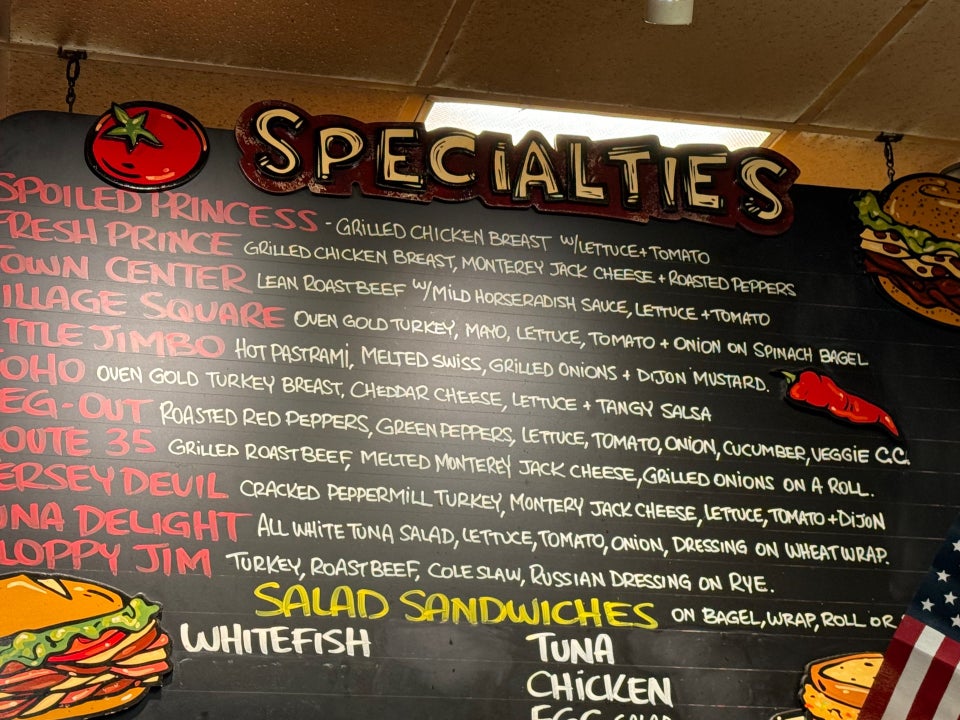 SPECIALTIES
SPOILED PRINCESS - GRILLED CHICKEN BREAST W/LETTUCE + TOMATO
FRESH PRINCE GRILLED CHICKEN BREAST, MONTEREY JACK CHEESE + ROASTED PEPPERS
OWN CENTER LEAN ROAST BEEF W/MILD HORSERADISH SAUCE, LETTUCE + TOMATO
ILLAGE SQUARE OVEN GOLD TURKEY, MAYO, LETTUCE, TOMATO + ONION ON SPINACH BAGEL
TTLE JIMBO HOT PASTRAMI, MELTED SWISS, GRILLED ONIONS + DIJON MUSTARD.
OHO OVEN GOLD TURKEY BREAST, CHEDDAR CHEESE, LETTUCE + TANGY SALSA
EG-OUT ROASTED RED PEPPERS, GREEN PEPPERS, LETTUCE, TOMATO, ONION, CUCUMBER, VEGGIE C.C.
OUTE 35 GRILLED ROAST BEEF, MELTED MONTEREY JACK CHEESE, GRILLED ONIONS ON A ROLL.
ERSEY DEVIL CRACKED PEPPERMILL TURKEY, MONTERY JACK CHEESE, LETTUCE, TOMATO + DIJON
UNA DELIGHT ALL WHITE TUNA SALAD, LETTUCE, TOMATO, ONION, DRESSING ON WHEAT WRAP.
LOPPY JIM TURKEY, ROAST BEEF, COLE SLAW, RUSSIAN DRESSING ON RYE.
SALAD SANDWICHES ON BAGEL, WRAP, ROLL OR
WHITEFISH TUNA
CHICKEN
EGG SALAD